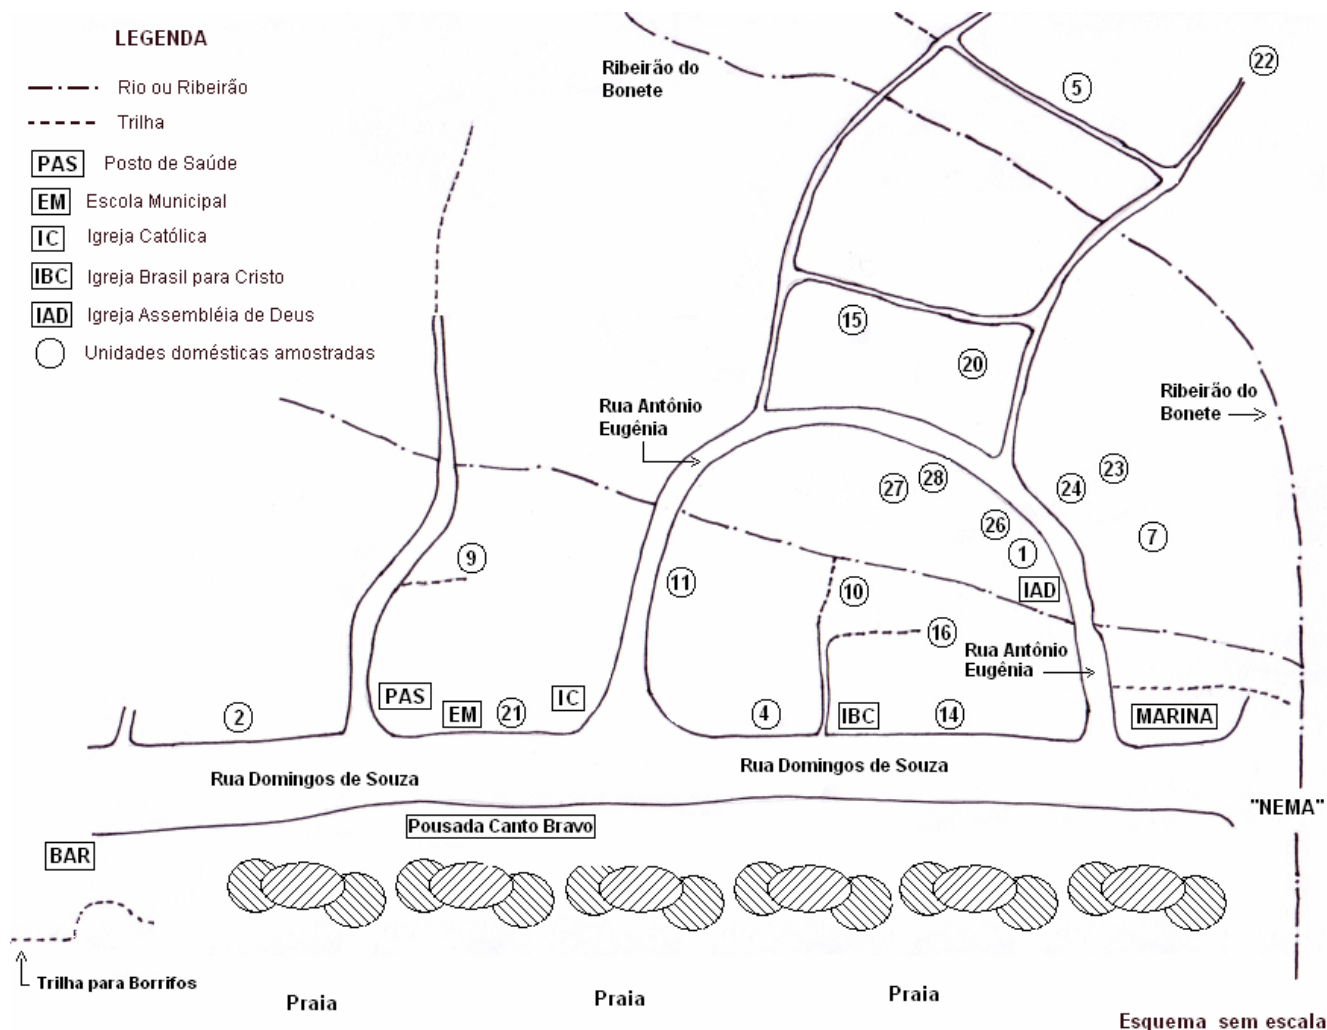 LEGENDA
Rio ou Ribeirão
Trilha
PAS Posto de Saúde
EM Escola Municipal
IC Igreja Católica
IBC Igreja Brasil para Cristo
IAD Igreja Assembléia de Deus
Unidades domésticas amostradas
Ribeirão do
Bonete
5
22
15
20
Rua Antônio
Eugênia
Ribeirão do
Bonete
27
28
24
23
26
7
9
11
10
1
IAD
16
Rua Antônio
Eugênia
2
PAS
EM
21
IC
4
IBC
14
MARINA
Rua Domingos de Souza
Rua Domingos de Souza
"NEMA"
Pousada Canto Bravo
BAR
Trilha para Borrifos
Praia
Praia
Praia
Esquema sem escala